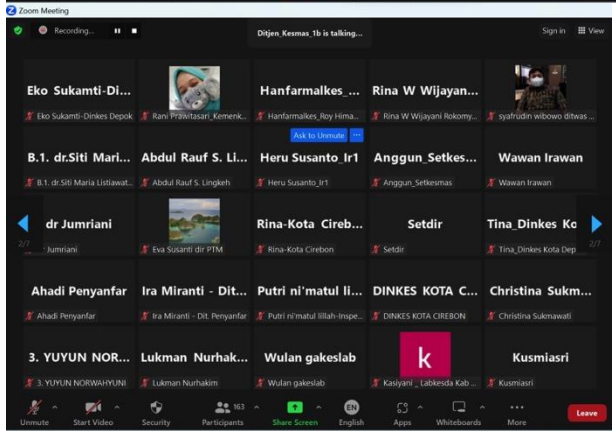 Zoom Meeting
Recording...
Ditjen_Kesmas_1b is talking...
Sign in
View
Eko Sukamti-Di...
Hanfarmalkes_...
Rina W Wijayan...
Eko Sukamti-Dinkes Depok
Rani Prawitasari_Kemenk...
Hanfarmalkes_Roy Hima...
Rina W Wijayani Rokomy...
syafrudin wibowo ditwas ...
Ask to Unmute
...
B.1. dr.Siti Mari...
Abdul Rauf S. Li...
Heru Susanto_Ir1
Anggun_Setkes...
Wawan Irawan
B.1. dr.Siti Maria Listiawat...
Abdul Rauf S. Lingkeh
Heru Susanto_Ir1
Anggun_Setkesmas
Wawan Irawan
dr Jumriani
Rina-Kota Cireb...
Setdir
Tina_Dinkes Ko
2/7
Jumriani
Eva Susanti dir PTM
Rina-Kota Cirebon
Setdir
Tina_Dinkes Kota Dep
2/7
Ahadi Penyanfar
Ira Miranti - Dit...
Putri ni'matul li...
DINKES KOTA C...
Christina Sukm...
Ahadi Penyanfar
Ira Miranti - Dit. Penyanfar
Putri ni'matul lillah-Inspe...
DINKES KOTA CIREBON
Christina Sukmawati
3. YUYUN NOR...
Lukman Nurhak...
Wulan gakeslab
k
Kusmiasri
3. YUYUN NORWAHYUNI
Lukman Nurhakim
Wulan gakeslab
Kasiyani _ Labkesda Kab ...
Kusmiasri
163
EN
Unmute
Start Video
Security
Participants
Share Screen
English
Apps
Whiteboards
More
Leave